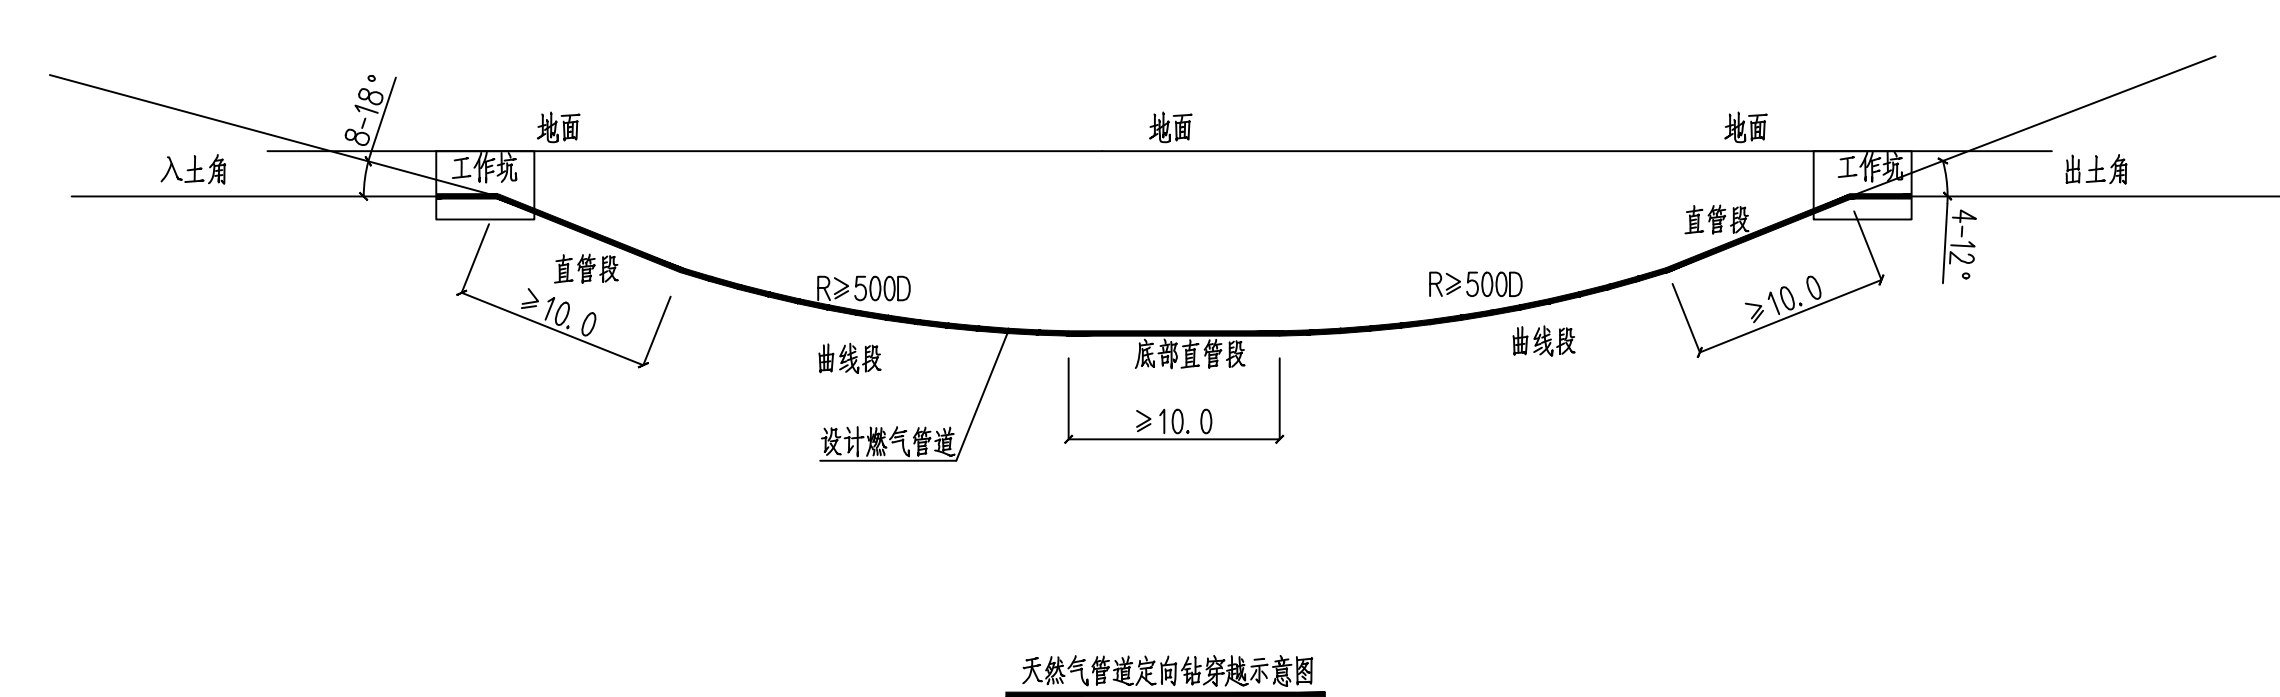 8-18°
地面
地面
地面
入土角
工作坑
工作坑
出土角
直管段
4-12°
直管段
≥10.0
R≥500D
R≥500D
≥10.0
曲线段
底部直管段
曲线段
≥10.0
设计燃气管道
天然气管道定向钻穿越示意图